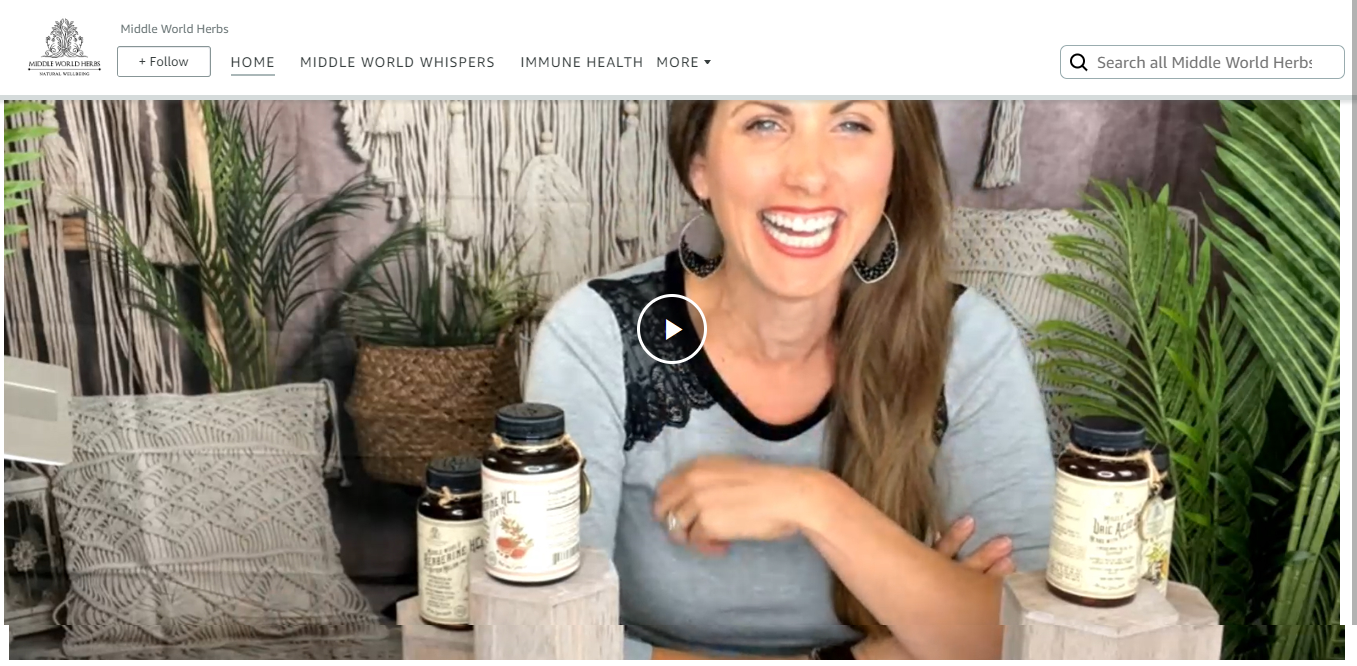 Middle World Herbs
MIDDLE WORLD HERBS
NATURAL WELLBEING
+ Follow
HOME
MIDDLE WORLD WHISPERS
IMMUNE HEALTH
MORE
Search all Middle World Herbs
HCL
BERBERINE HCL
URIC ACID